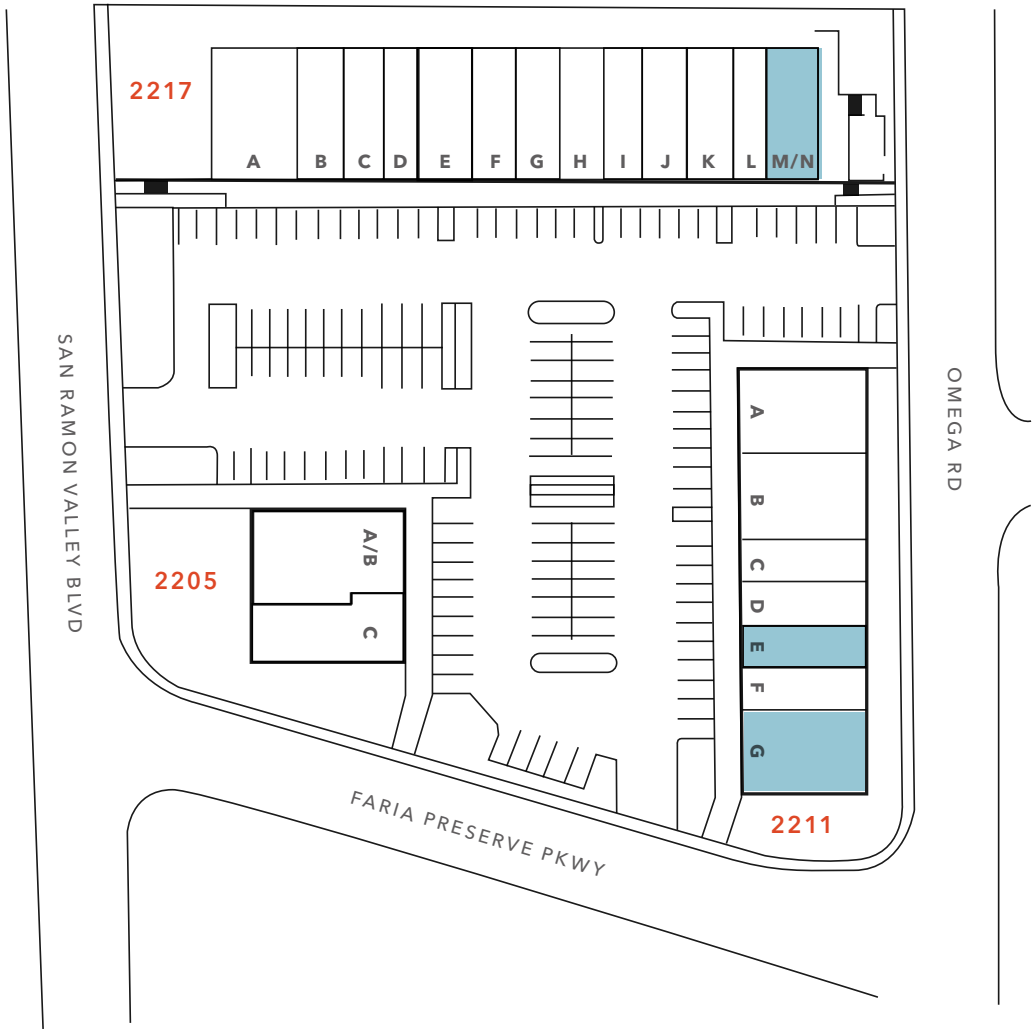 2217
A
B
C
D
E
F
G
H
I
J
K
L
M/N
SAN RAMON VALLEY BLVD
OMEGA RD
2205
A/B
C
A
B
C
D
E
F
G
2211
FARIA PRESERVE PKWY